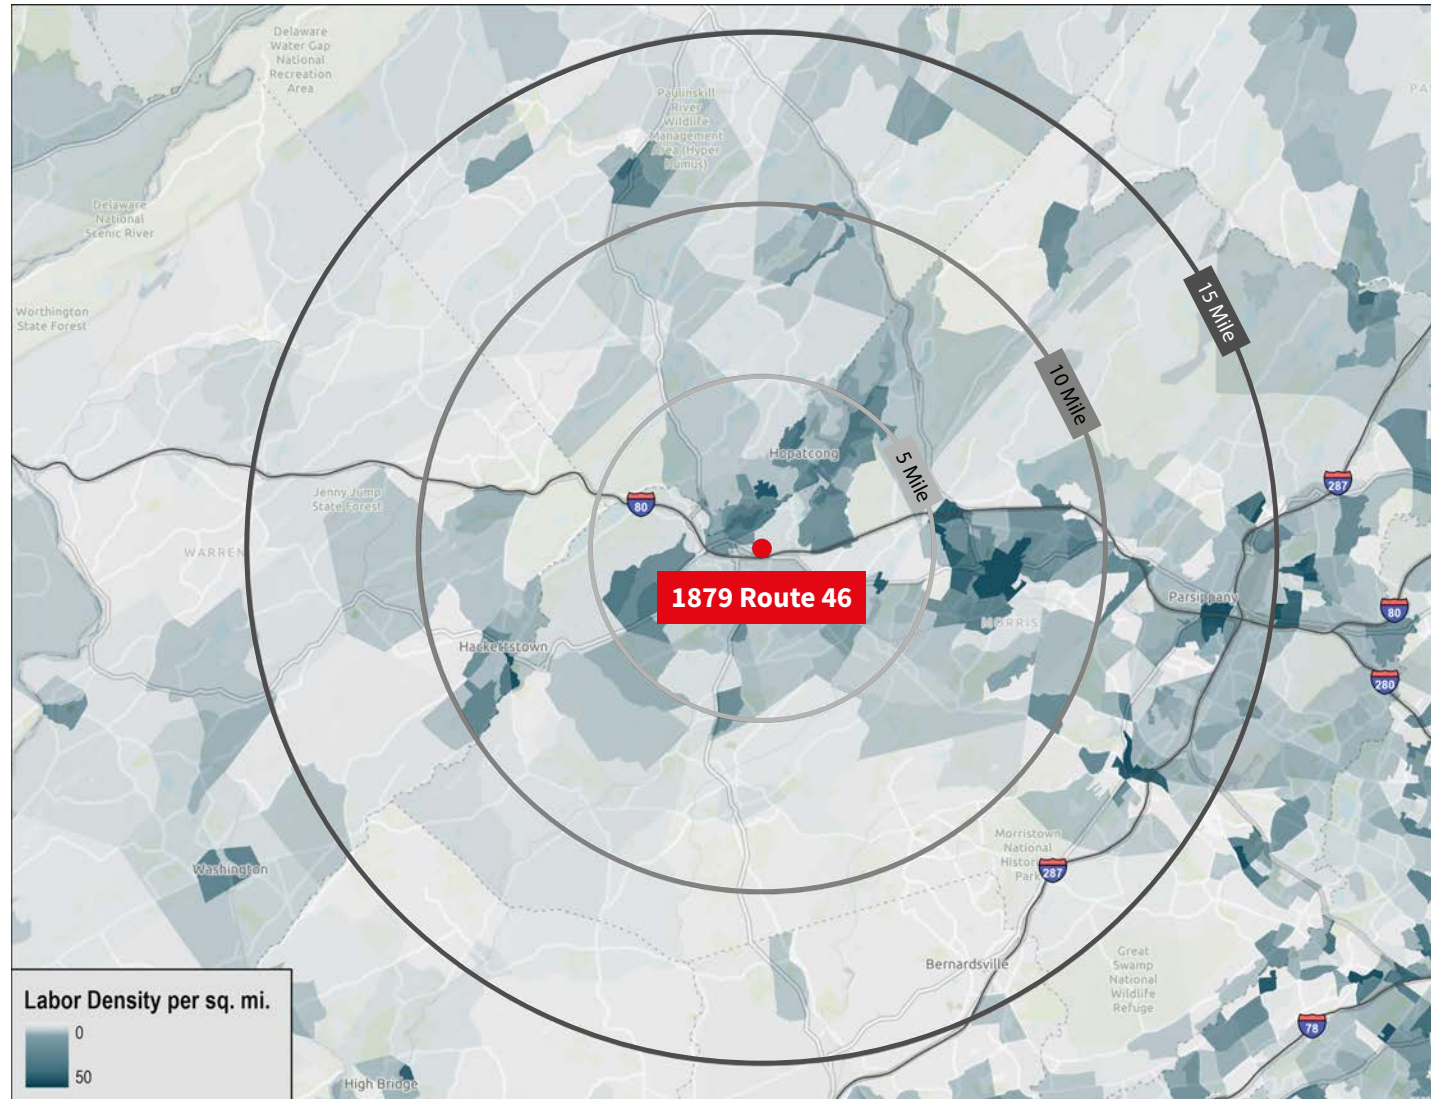 Delaware
Water Gap
National
Recreation
Area
Paulinskill
River
Wildlife
Management
Area (Hyper
Humus)
PA
Delaware
National
Scenic River
Worthington
State Forest
15 Mile
10 Mile
5 Mile
Hopatcong
Jenny Jump
State Forest
80
287
WARREN
1879 Route 46
Parsippany
80
MORRIS
Hackettstown
280
Washington
Morristown
National
Histor
Park
287
Bernardsville
Great
Swamp
National
Wildlife
Refuge
78
High Bridge
Labor Density per sq. mi.
0
50